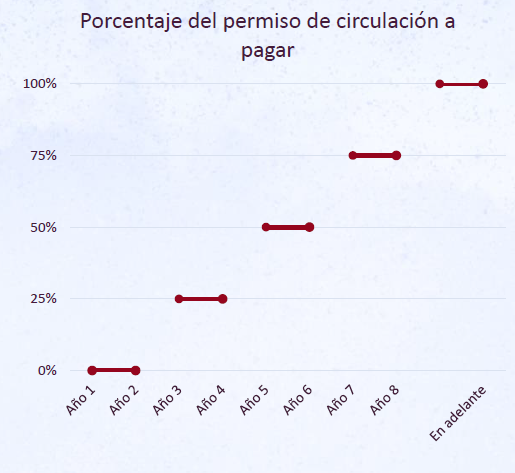 Porcentaje del permiso de circulación a
pagar
100%
75%
50%
25%
0%
Año 1
Año 2
Año 3
Año 4
Año 5
Año 6
Año 7
Año 8
En adelante